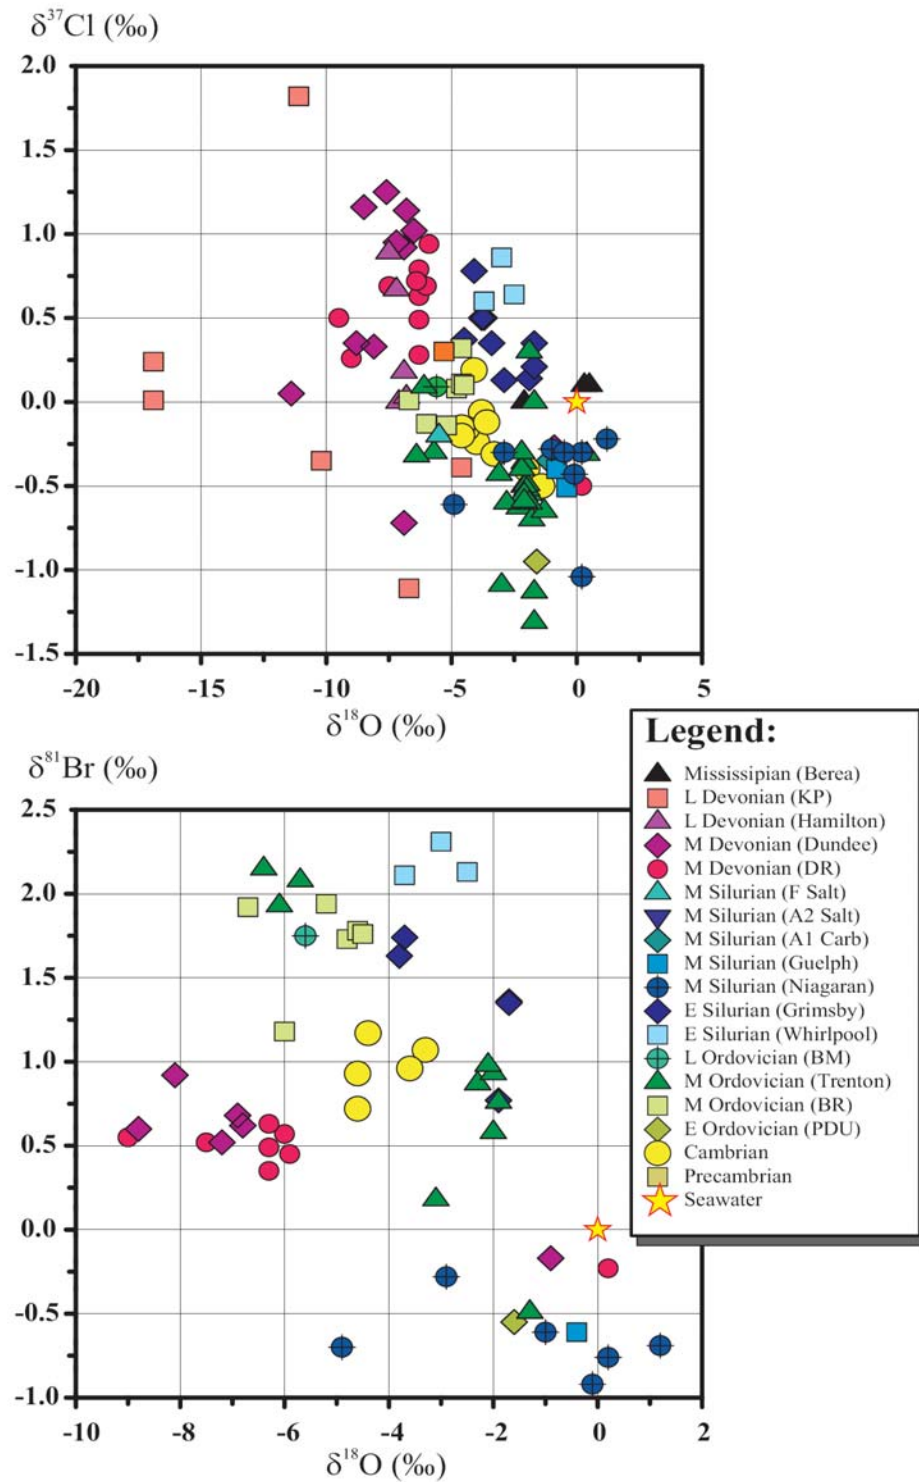 δ³⁷Cl (‰)
2.0
1.5
1.0
0.5
0.0
-0.5
-1.0
-1.5
-20 -15 -10 -5 0 5
δ¹⁸O (‰)
δ⁸¹Br (‰)
2.5
2.0
1.5
1.0
0.5
0.0
-0.5
-1.0
-10 -8 -6 -4 -2 0 2
δ¹⁸O (‰)
Legend:
Mississipian (Berea)
L Devonian (KP)
L Devonian (Hamilton)
M Devonian (Dundee)
M Devonian (DR)
M Silurian (F Salt)
M Silurian (A2 Salt)
M Silurian (A1 Carb)
M Silurian (Guelph)
M Silurian (Niagaran)
E Silurian (Grimsby)
E Silurian (Whirlpool)
L Ordovician (BM)
M Ordovician (Trenton)
M Ordovician (BR)
E Ordovician (PDU)
Cambrian
Precambrian
Seawater